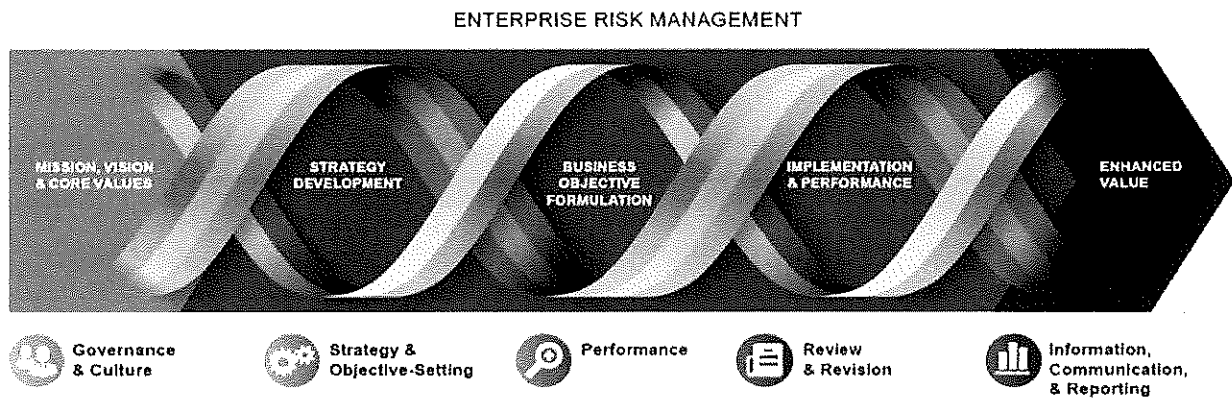 ENTERPRISE RISK MANAGEMENT
MISSION, VISION
& CORE VALUES
STRATEGY
DEVELOPMENT
BUSINESS
OBJECTIVE
FORMULATION
IMPLEMENTATION
& PERFORMANCE
ENHANCED
VALUE
Governance
& Culture
Strategy &
Objective-Setting
Performance
Review
& Revision
Information,
Communication,
& Reporting